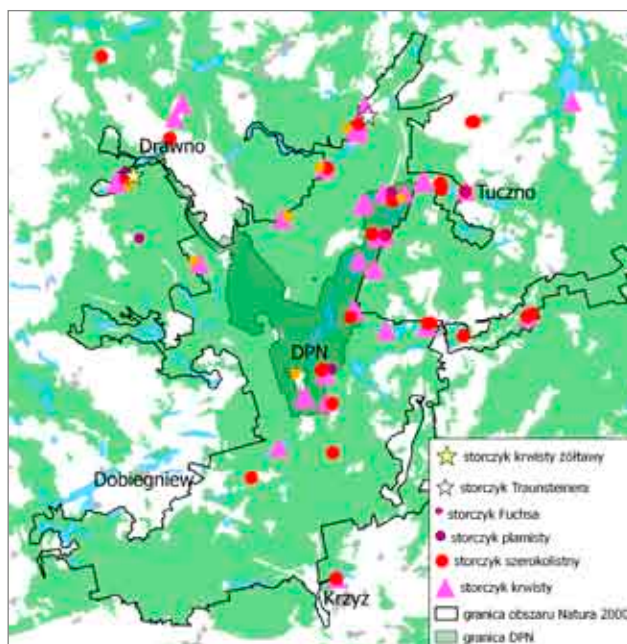 Drawno
Tuczno
DPN
Dobiegniew
Krzyż
storczyk krwisty żółtawy
storczyk Traunsteinera
storczyk Fuchsa
storczyk plamisty
storczyk szerokolistny
storczyk krwisty
granica obszaru Natura 2000
granica DPN